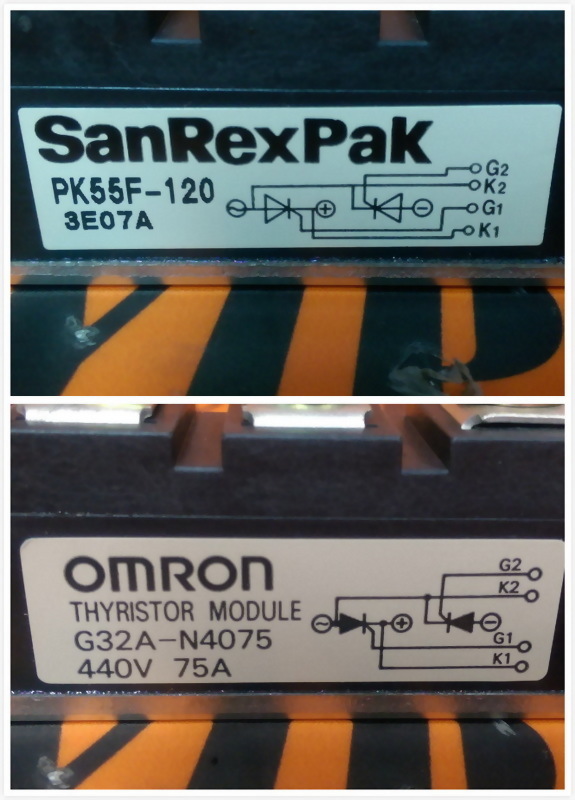 SanRexPak
PK55F-120
3E07A
G2
K2
G1
K1
OMRON
THYRISTOR MODULE
G32A-N4075
440V 75A
G2
K2
G1
K1